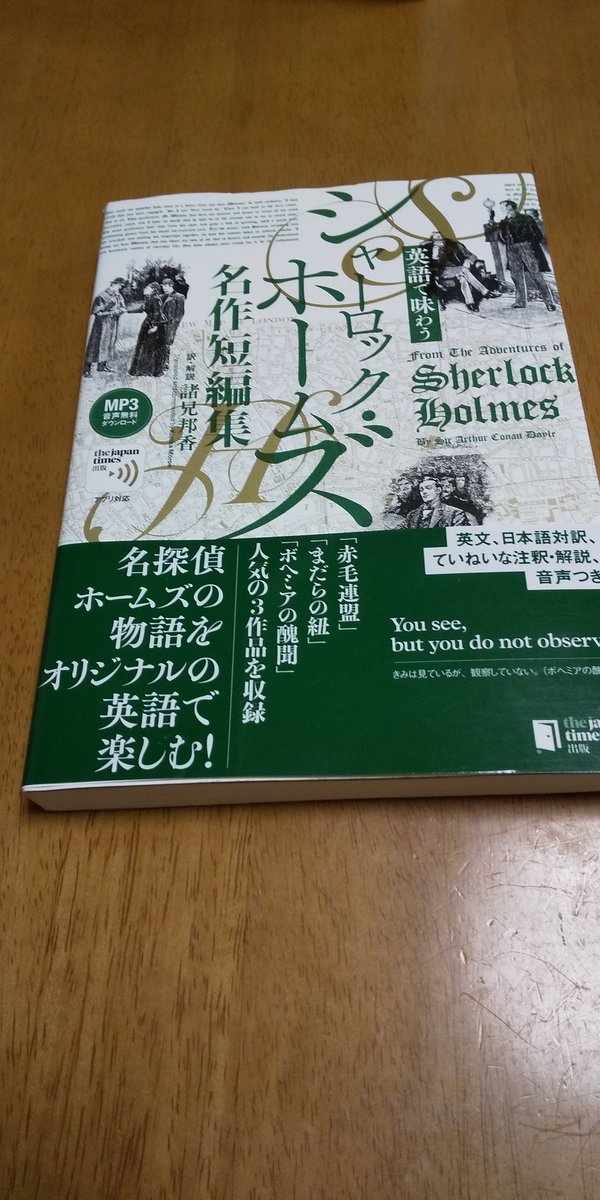 英語で味わう
シャーロック・
ホームズ
名作短編集
訳・解説 諸兄邦香
From The Adventures of
Sherlock
Holmes
By Sir Arthur Conan Doyle
MP3
音声無料
ダウンロード
the japan
times
出版
アプリ対応
英文、日本語対訳、
ていねいな注釈・解説、
音声つき
名探偵
ホームズの
物語を
オリジナルの
英語で
楽しむ!
「赤毛連盟」
「まだらの紐」
「ボヘミアの醜聞」
人気の3作品を収録
You see,
but you do not observ
きみは見ているが、観察していない。(ボヘミアの醜
the ja
times
出版